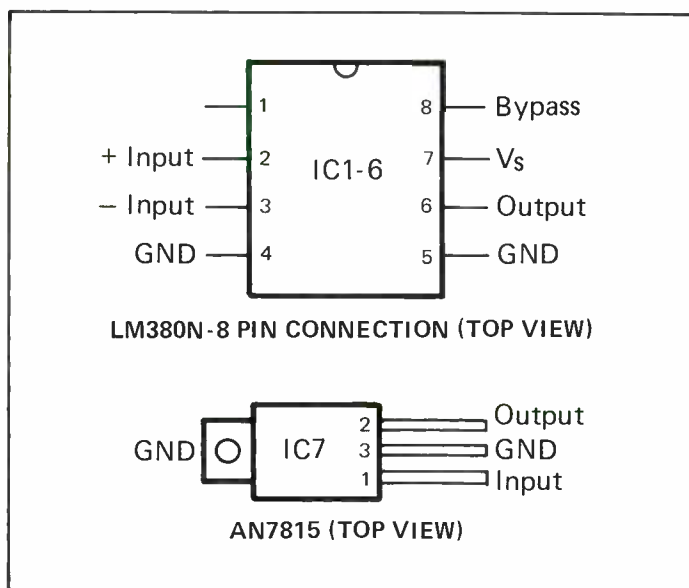 1 8 Bypass
+ Input 2 IC1-6 7 Vs
– Input 3 6 Output
GND 4 5 GND
LM380N-8 PIN CONNECTION (TOP VIEW)
2 Output
GND IC7 3 GND
1 Input
AN7815 (TOP VIEW)